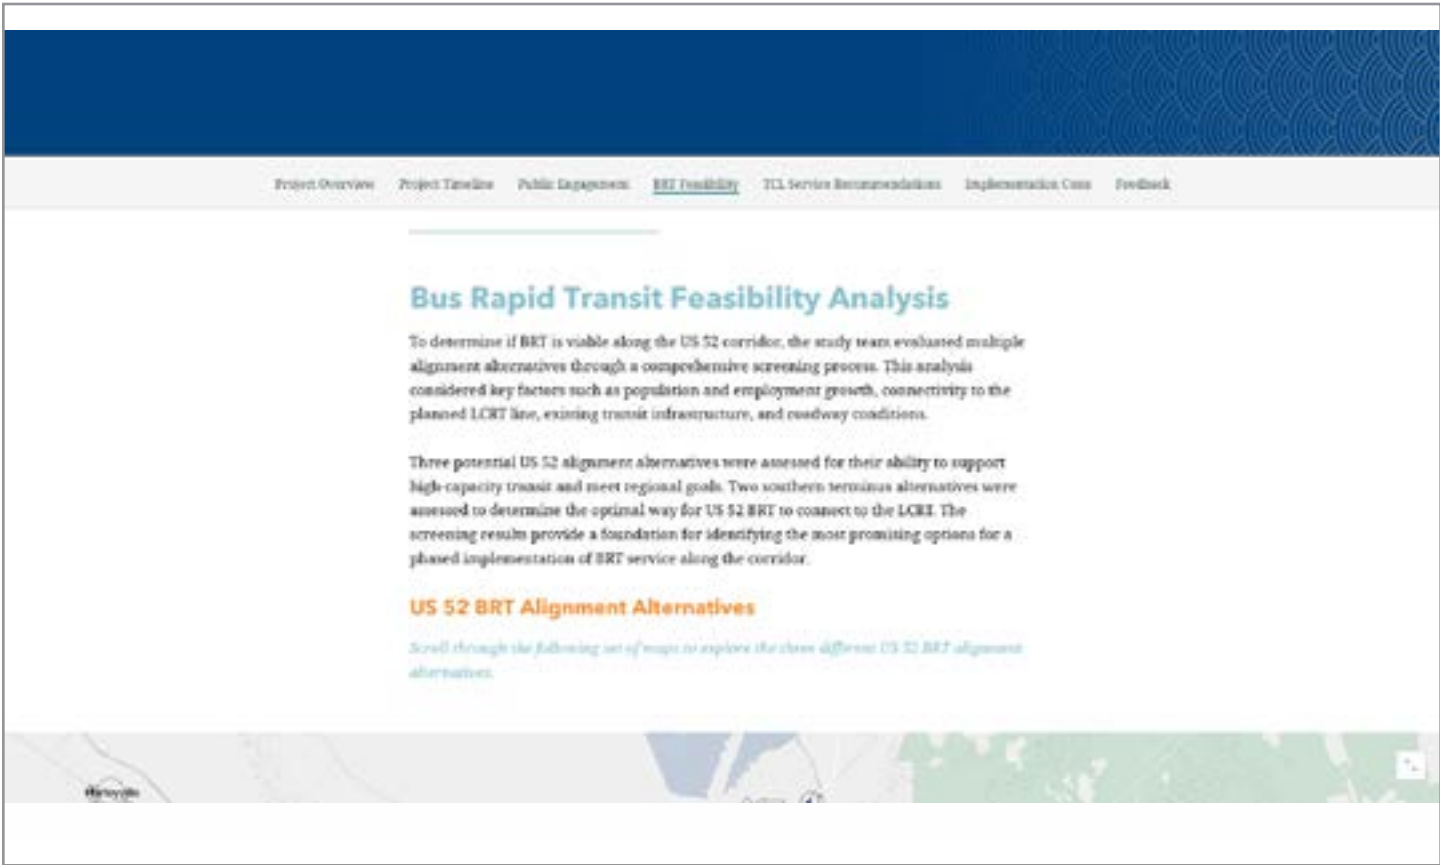 Project Overview Project Timeline Public Engagement BRT Feasibility TCL Service Recommendations Implementation Costs Feedback
Bus Rapid Transit Feasibility Analysis
To determine if BRT is viable along the US 52 corridor, the study team evaluated multiple
alignment alternatives through a comprehensive screening process. This analysis
considered key factors such as population and employment growth, connectivity to the
planned LCRT line, existing transit infrastructure, and roadway conditions.
Three potential US 52 alignment alternatives were assessed for their ability to support
high-capacity transit and meet regional goals. Two southern terminus alternatives were
assessed to determine the optimal way for US 52 BRT to connect to the LCRT. The
screening results provide a foundation for identifying the most promising options for a
phased implementation of BRT service along the corridor.
US 52 BRT Alignment Alternatives
Scroll through the following set of maps to explore the three different US 52 BRT alignment
alternatives.
Harleyville